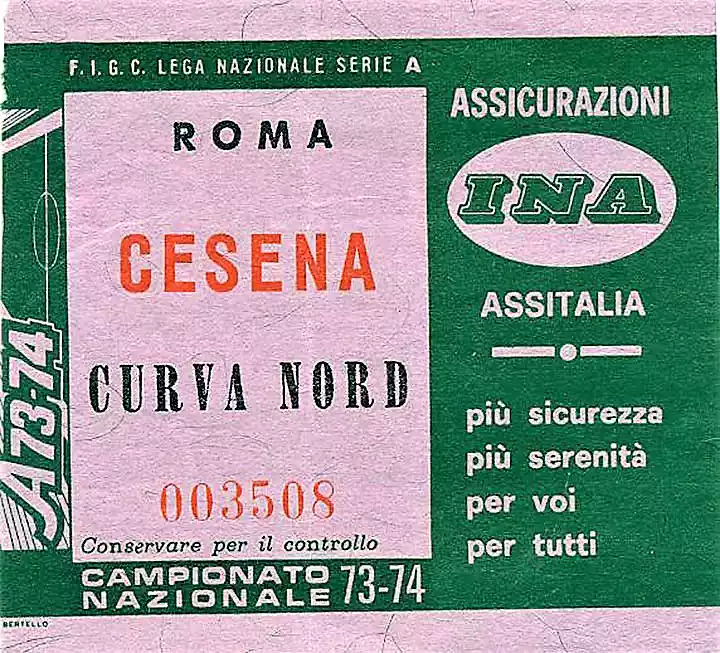 F. I. G. C. LEGA NAZIONALE SERIE A
ROMA
CESENA
CURVA NORD
003508
Conservare per il controllo
CAMPIONATO
NAZIONALE 73-74
A 73-74
BERTELLO
ASSICURAZIONI
INA
ASSITALIA
più sicurezza
più serenità
per voi
per tutti